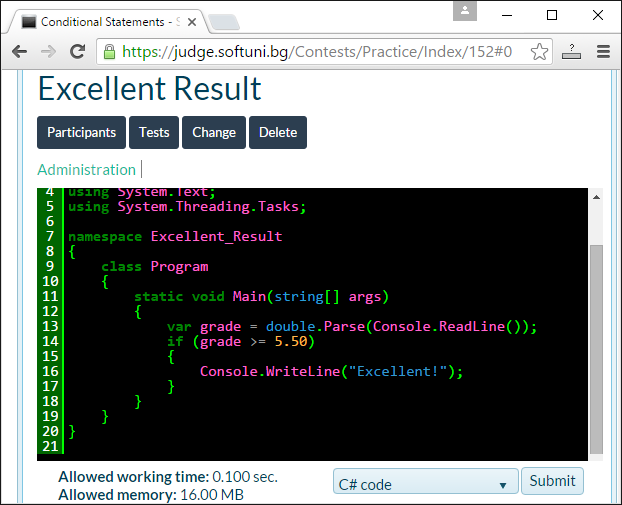 Conditional Statements - S
https://judge.softuni.bg/Contests/Practice/Index/152#0
?
Excellent Result
Participants Tests Change Delete
Administration |
4 using System.Text;
5 using System.Threading.Tasks;
6
7 namespace Excellent_Result
8 {
9     class Program
10     {
11         static void Main(string[] args)
12         {
13             var grade = double.Parse(Console.ReadLine());
14             if (grade >= 5.50)
15             {
16                 Console.WriteLine("Excellent!");
17             }
18         }
19     }
20 }
21
Allowed working time: 0.100 sec.
Allowed memory: 16.00 MB
C# code
Submit